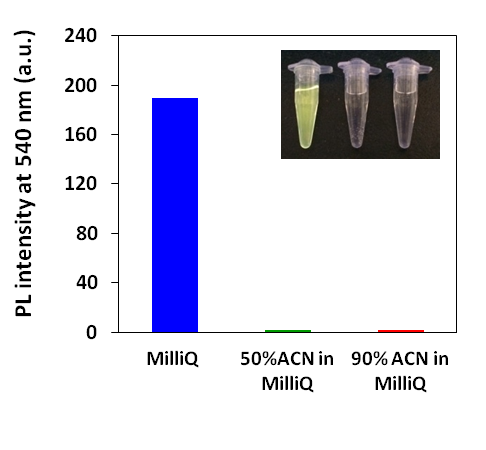 PL intensity at 540 nm (a.u.)
240
200
160
120
80
40
0
MilliQ
50%ACN in
MilliQ
90% ACN in
MilliQ